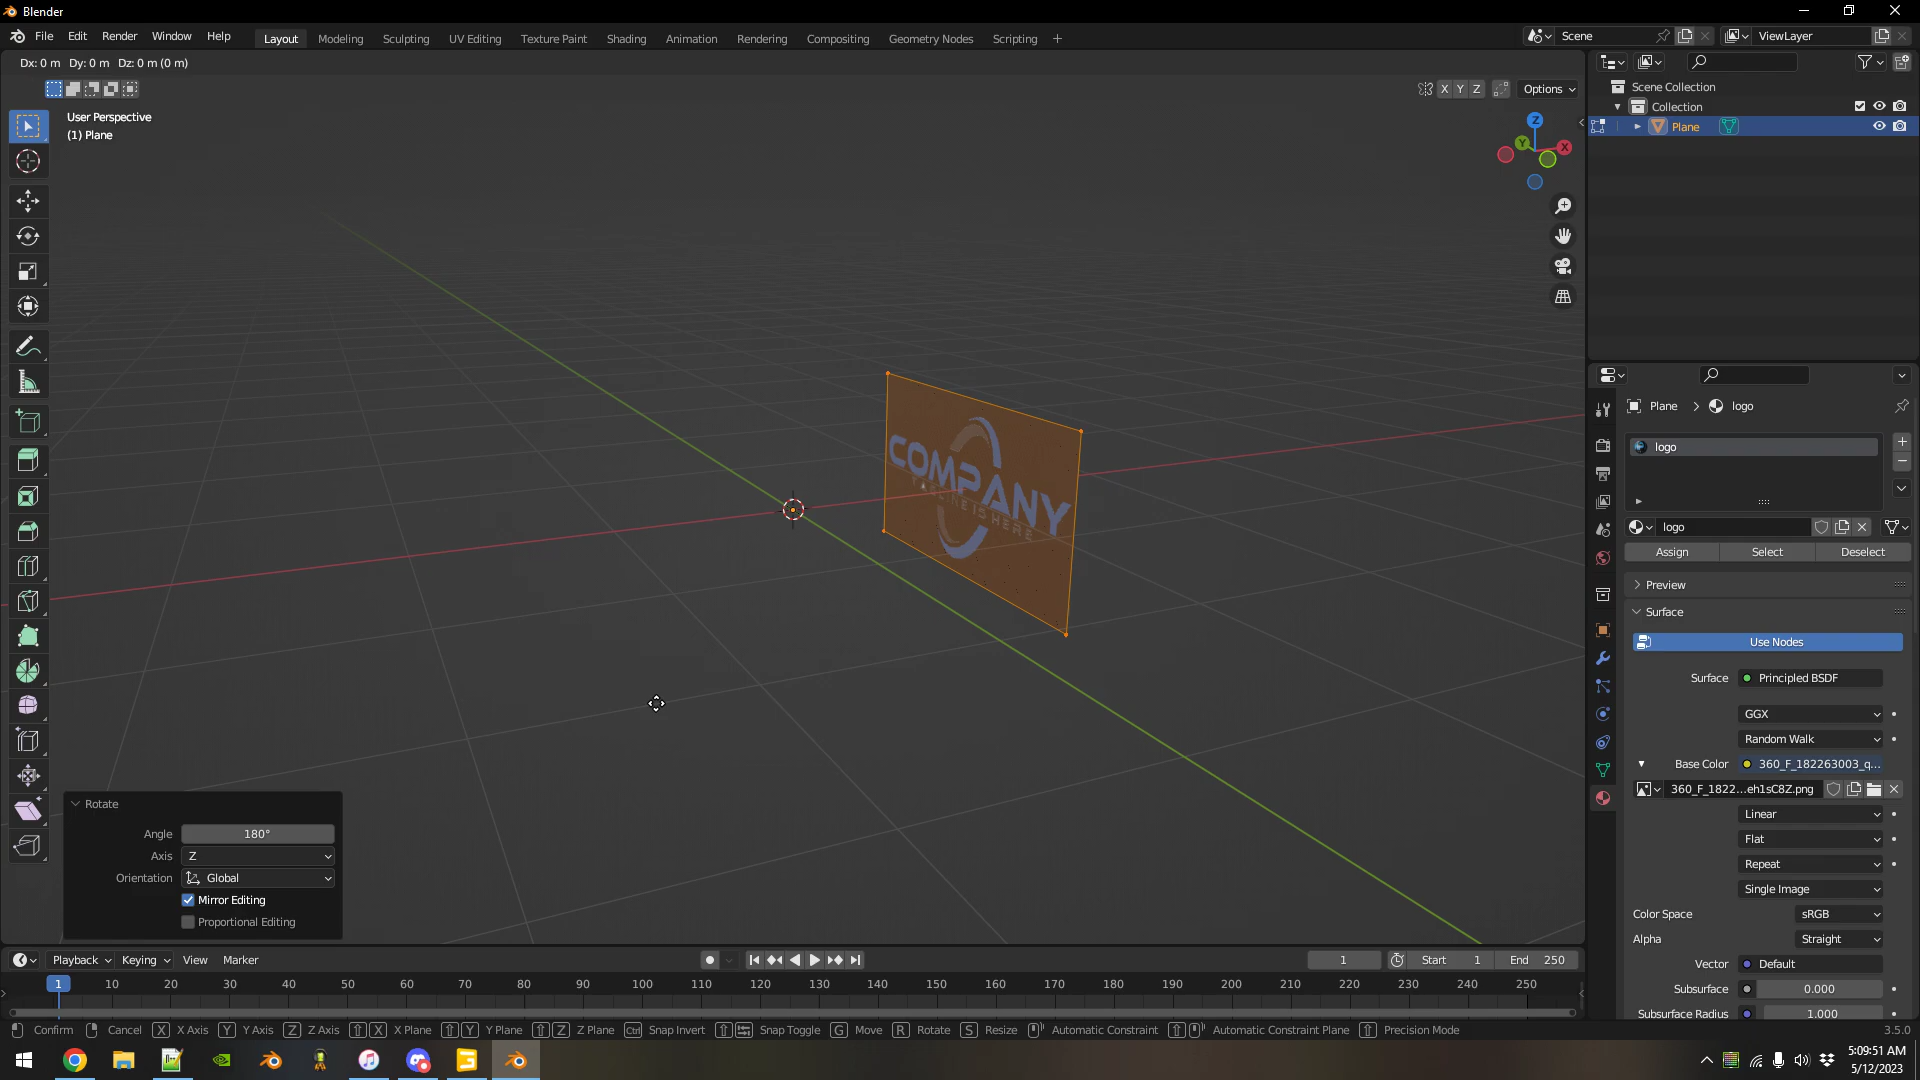 Blender
File Edit Render Window Help Layout Modeling Sculpting UV Editing Texture Paint Shading Animation Rendering Compositing Geometry Nodes Scripting + Scene ViewLayer
Dx: 0 m Dy: 0 m Dz: 0 m (0 m)
X Y Z Options
User Perspective
(1) Plane
Z
Y
X
COMPANY
TAGLINE IS HERE
Scene Collection
Collection
Plane
Plane > logo
logo
logo
Assign Select Deselect
Preview
Surface
Use Nodes
Surface Principled BSDF
GGX
Random Walk
Base Color 360_F_182263003_q...
360_F_1822...eh1sC8Z.png
Linear
Flat
Repeat
Single Image
Color Space sRGB
Alpha Straight
Vector Default
Subsurface 0.000
Subsurface Radius 1.000
Rotate
Angle 180°
Axis Z
Orientation Global
Mirror Editing
Proportional Editing
Playback Keying View Marker 1 Start 1 End 250
1 10 20 30 40 50 60 70 80 90 100 110 120 130 140 150 160 170 180 190 200 210 220 230 240 250
Confirm Cancel X X Axis Y Y Axis Z Z Axis X X Plane Y Y Plane Z Z Plane Ctrl Snap Invert Snap Toggle G Move R Rotate S Resize Automatic Constraint Automatic Constraint Plane Precision Mode 3.5.0
5:09:51 AM
5/12/2023